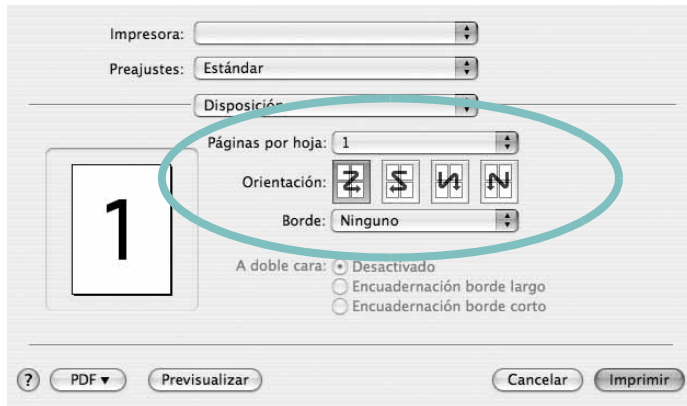 Impresora:
Preajustes: Estándar
Disposición
Páginas por hoja: 1
Orientación:
1
Borde: Ninguno
A doble cara: Desactivado
Encuadernación borde largo
Encuadernación borde corto
? PDF▼ Previsualizar Cancelar Imprimir